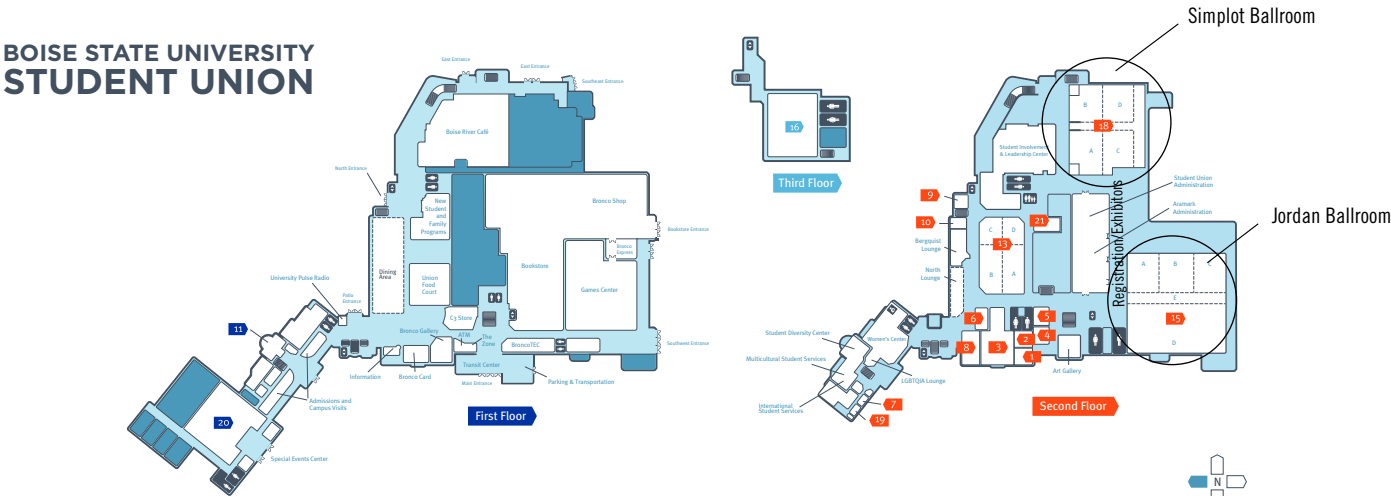 BOISE STATE UNIVERSITY
STUDENT UNION
East Entrance
East Entrance
Southeast Entrance
Boise River Café
North Entrance
New
Student
and
Family
Programs
Bronco Shop
Bookstore Entrance
Bronco
Express
Dining
Area
Union
Food
Court
Bookstore
Games Center
University Pulse Radio
Patio
Entrance
C3 Store
11
Bronco Gallery
ATM
The
Zone
BroncoTEC
Southwest Entrance
Information
Bronco Card
Transit Center
Main Entrance
Parking & Transportation
Admissions and
Campus Visits
20
First Floor
Special Events Center
16
Third Floor
Simplot Ballroom
B
D
18
A
C
Student Involvement
& Leadership Center
Student Union
Administration
Aramark
Administration
Registration/Exhibitors
Jordan Ballroom
9
10
21
C
D
13
B
A
Bergquist
Lounge
North
Lounge
A
B
C
E
15
D
6
5
2
4
8
3
1
Art Gallery
Student Diversity Center
Women's Center
Multicultural Student Services
LGBTQIA Lounge
International
Student Services
7
19
Second Floor
N